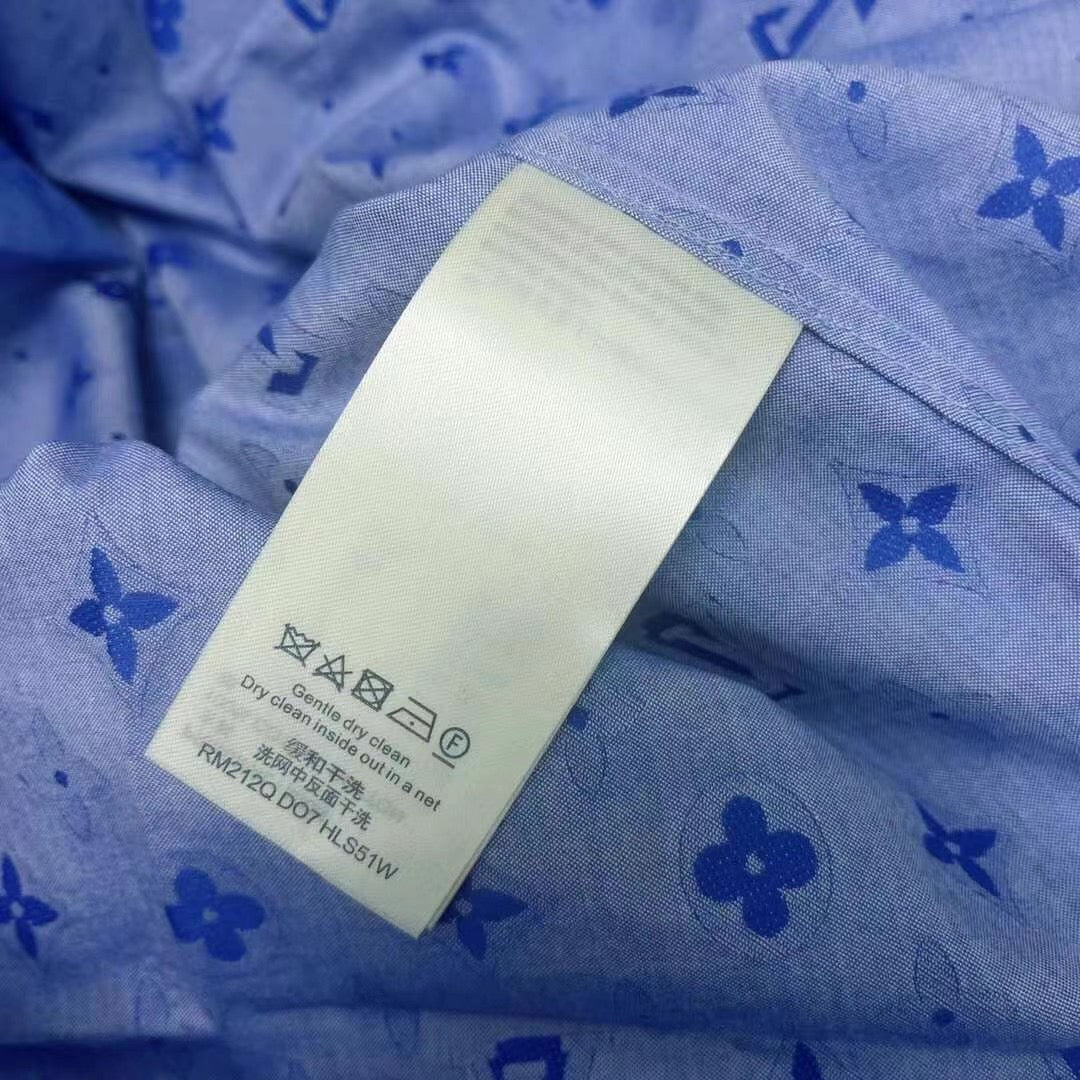 F
Gentle dry clean
Dry clean inside out in a net
缓和干洗
洗网中反面干洗
RM212Q DO7 HLS51W